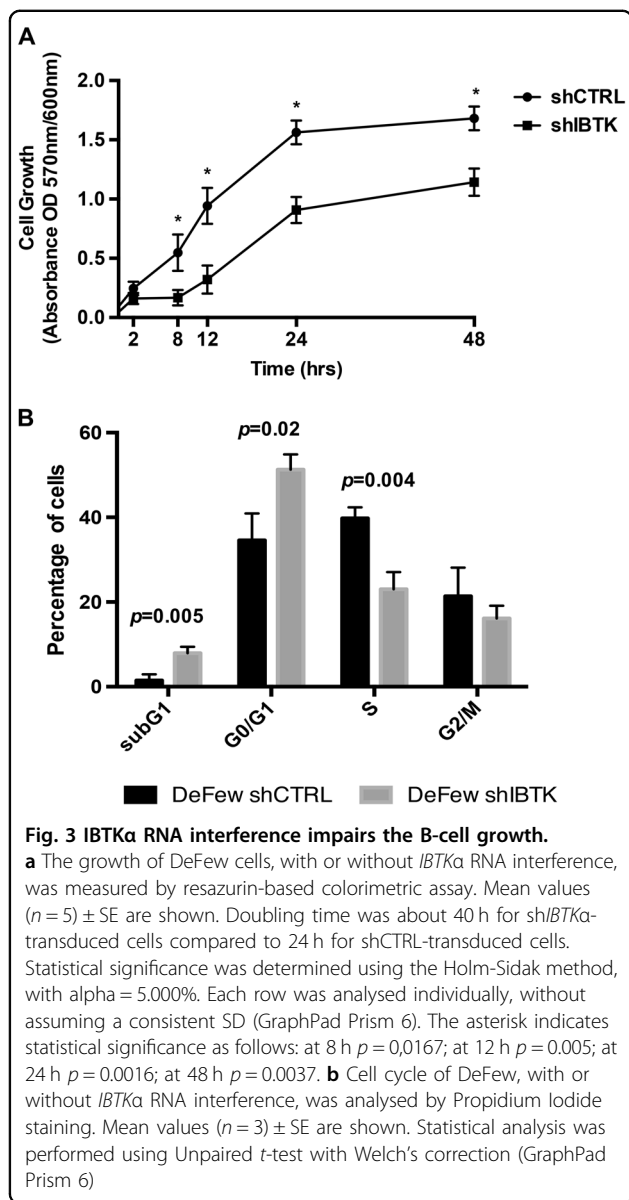 A
2.0
1.5
1.0
0.5
0.0
Cell Growth
(Absorbance OD 570nm/600nm)
*
*
*
*
shCTRL
shIBTK
2
8
12
24
48
Time (hrs)
B
60
40
20
0
Percentage of cells
p=0.005
p=0.02
p=0.004
subG1
G0/G1
S
G2/M
DeFew shCTRL
DeFew shIBTK
Fig. 3 IBTKα RNA interference impairs the B-cell growth.
a The growth of DeFew cells, with or without IBTKα RNA interference,
was measured by resazurin-based colorimetric assay. Mean values
(n = 5) ± SE are shown. Doubling time was about 40 h for shIBTKα-
transduced cells compared to 24 h for shCTRL-transduced cells.
Statistical significance was determined using the Holm-Sidak method,
with alpha = 5.000%. Each row was analysed individually, without
assuming a consistent SD (GraphPad Prism 6). The asterisk indicates
statistical significance as follows: at 8 h p = 0,0167; at 12 h p = 0.005; at
24 h p = 0.0016; at 48 h p = 0.0037. b Cell cycle of DeFew, with or
without IBTKα RNA interference, was analysed by Propidium Iodide
staining. Mean values (n = 3) ± SE are shown. Statistical analysis was
performed using Unpaired t-test with Welch's correction (GraphPad
Prism 6)